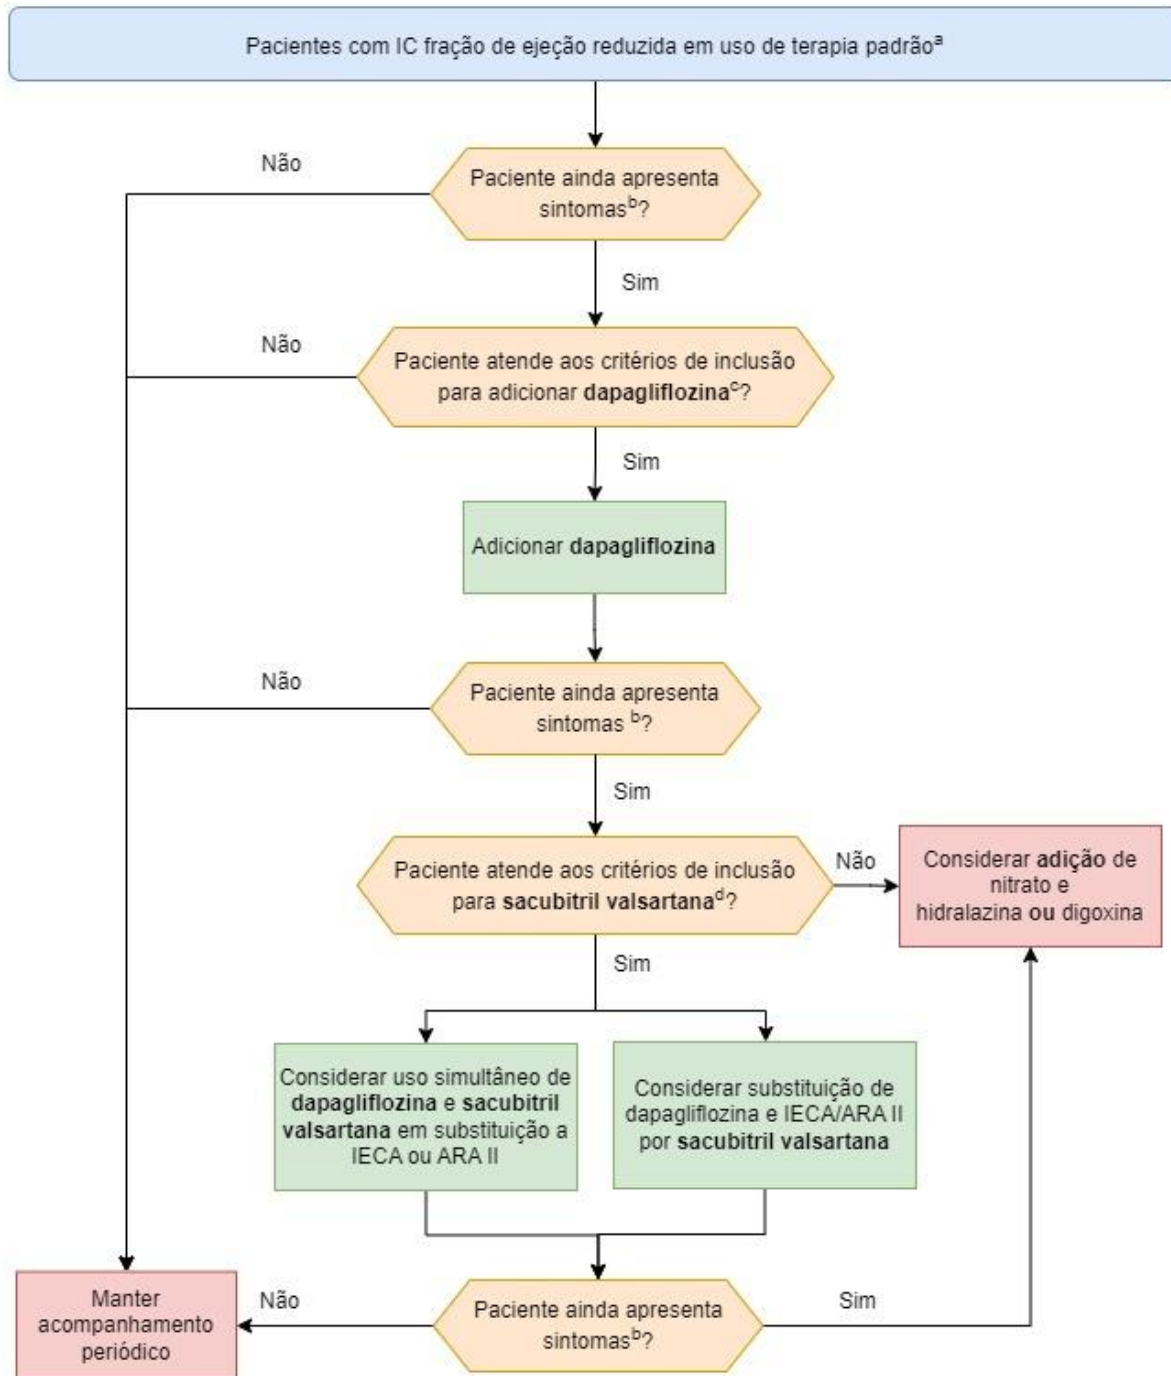 Pacientes com IC fração de ejeção reduzida em uso de terapia padrãoª
Não
Paciente ainda apresenta
sintomasᵇ?
Sim
Não
Paciente atende aos critérios de inclusão
para adicionar dapagliflozinaᶜ?
Sim
Adicionar dapagliflozina
Não
Paciente ainda apresenta
sintomas ᵇ?
Sim
Paciente atende aos critérios de inclusão
para sacubitril valsartanaᵈ?
Não
Considerar adição de
nitrato e
hidralazina ou digoxina
Sim
Considerar uso simultâneo de
dapagliflozina e sacubitril
valsartana em substituição a
IECA ou ARA II
Considerar substituição de
dapagliflozina e IECA/ARA II
por sacubitril valsartana
Manter
acompanhamento
periódico
Não
Paciente ainda apresenta
sintomasᵇ?
Sim